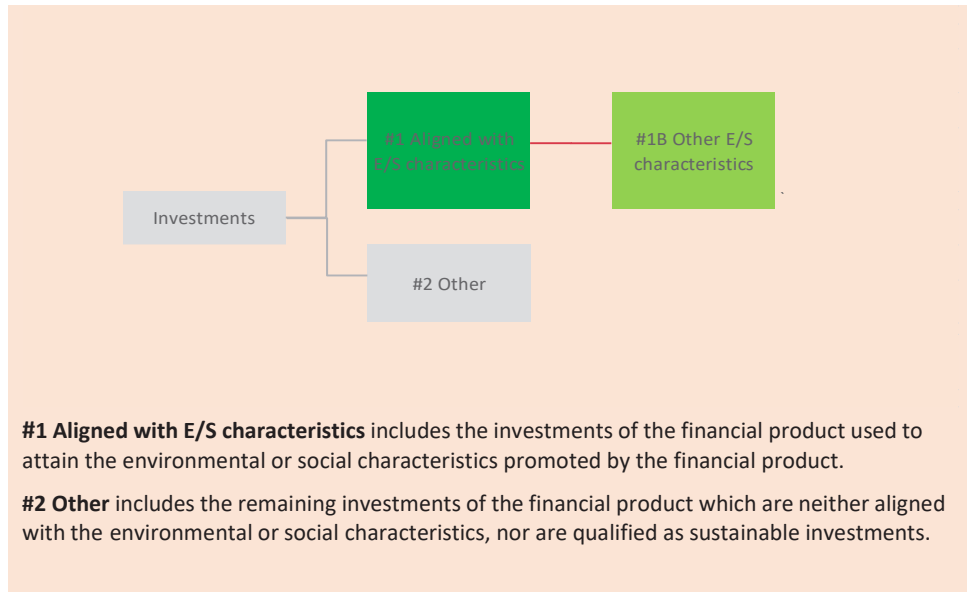 #1 Aligned with
E/S characteristics
#1B Other E/S
characteristics
`
Investments
#2 Other
#1 Aligned with E/S characteristics includes the investments of the financial product used to
attain the environmental or social characteristics promoted by the financial product.
#2 Other includes the remaining investments of the financial product which are neither aligned
with the environmental or social characteristics, nor are qualified as sustainable investments.